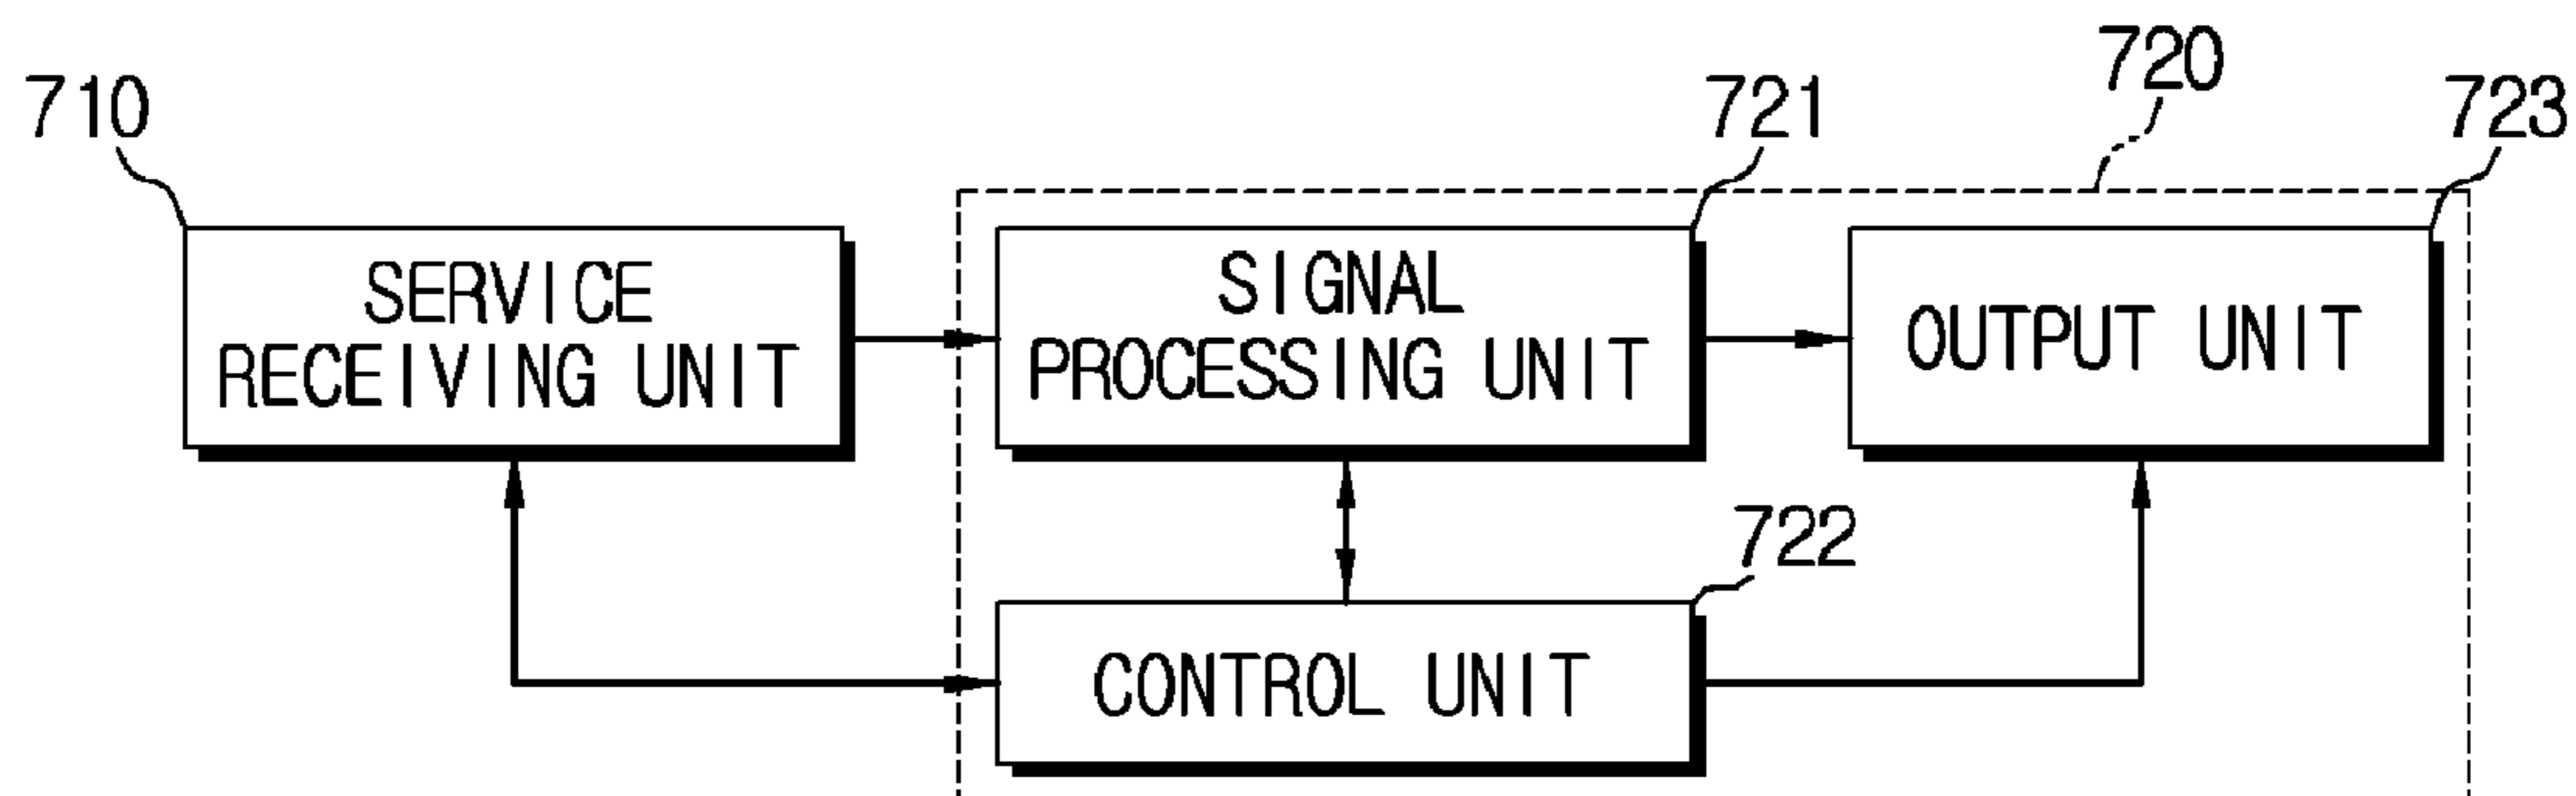 720
710
721
723
SERVICE
RECEIVING UNIT
SIGNAL
PROCESSING UNIT
OUTPUT UNIT
722
CONTROL UNIT